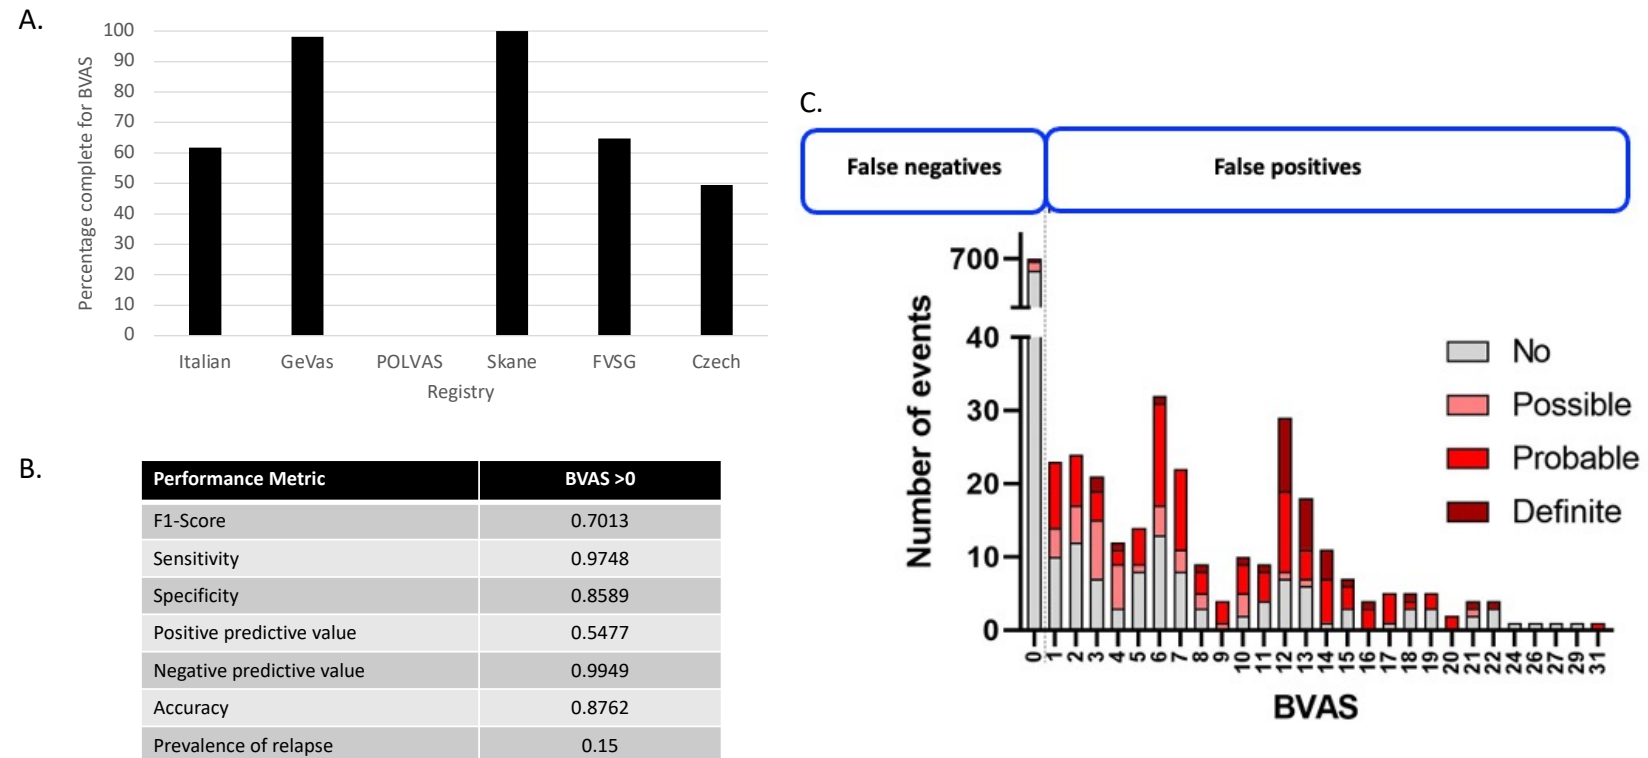 A.
Percentage complete for BVAS
100
90
80
70
60
50
40
30
20
10
0
Italian GeVas POLVAS Skane FVSG Czech
Registry
B.
Performance Metric BVAS >0
F1-Score 0.7013
Sensitivity 0.9748
Specificity 0.8589
Positive predictive value 0.5477
Negative predictive value 0.9949
Accuracy 0.8762
Prevalence of relapse 0.15
C.
False negatives False positives
Number of events
700
40
30
20
10
0
No
Possible
Probable
Definite
0 1 2 3 4 5 6 7 8 9 10 11 12 13 14 15 16 17 18 19 20 21 22 24 26 27 29 31
BVAS